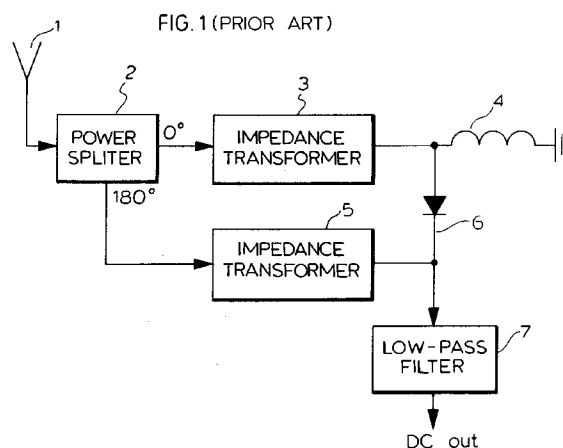 FIG. 1 (PRIOR ART)
1
2
POWER
SPLITER
0°
180°
3
IMPEDANCE
TRANSFORMER
4
5
IMPEDANCE
TRANSFORMER
6
7
LOW-PASS
FILTER
DC out